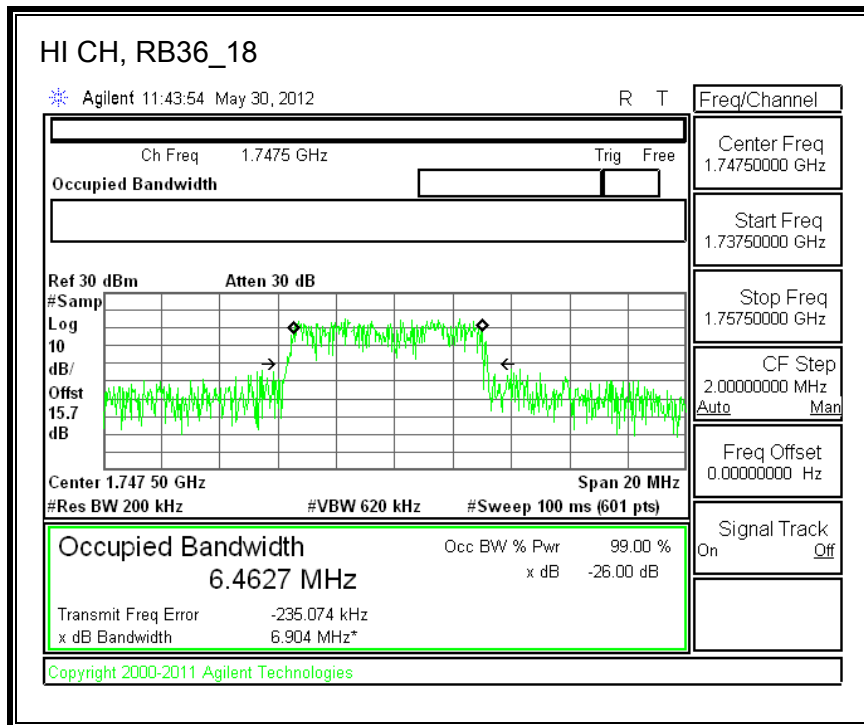 HI CH, RB36_18
Agilent 11:43:54 May 30, 2012 R T
Freq/Channel
Ch Freq 1.7475 GHz Trig Free
Occupied Bandwidth
Center Freq
1.74750000 GHz
Start Freq
1.73750000 GHz
Stop Freq
1.75750000 GHz
CF Step
2.00000000 MHz
Auto Man
Freq Offset
0.00000000 Hz
Signal Track
On Off
Ref 30 dBm Atten 30 dB
#Samp
Log
10
dB/
Offst
15.7
dB
Center 1.747 50 GHz Span 20 MHz
#Res BW 200 kHz #VBW 620 kHz #Sweep 100 ms (601 pts)
Occupied Bandwidth Occ BW % Pwr 99.00 %
6.4627 MHz x dB -26.00 dB
Transmit Freq Error -235.074 kHz
x dB Bandwidth 6.904 MHz*
Copyright 2000-2011 Agilent Technologies